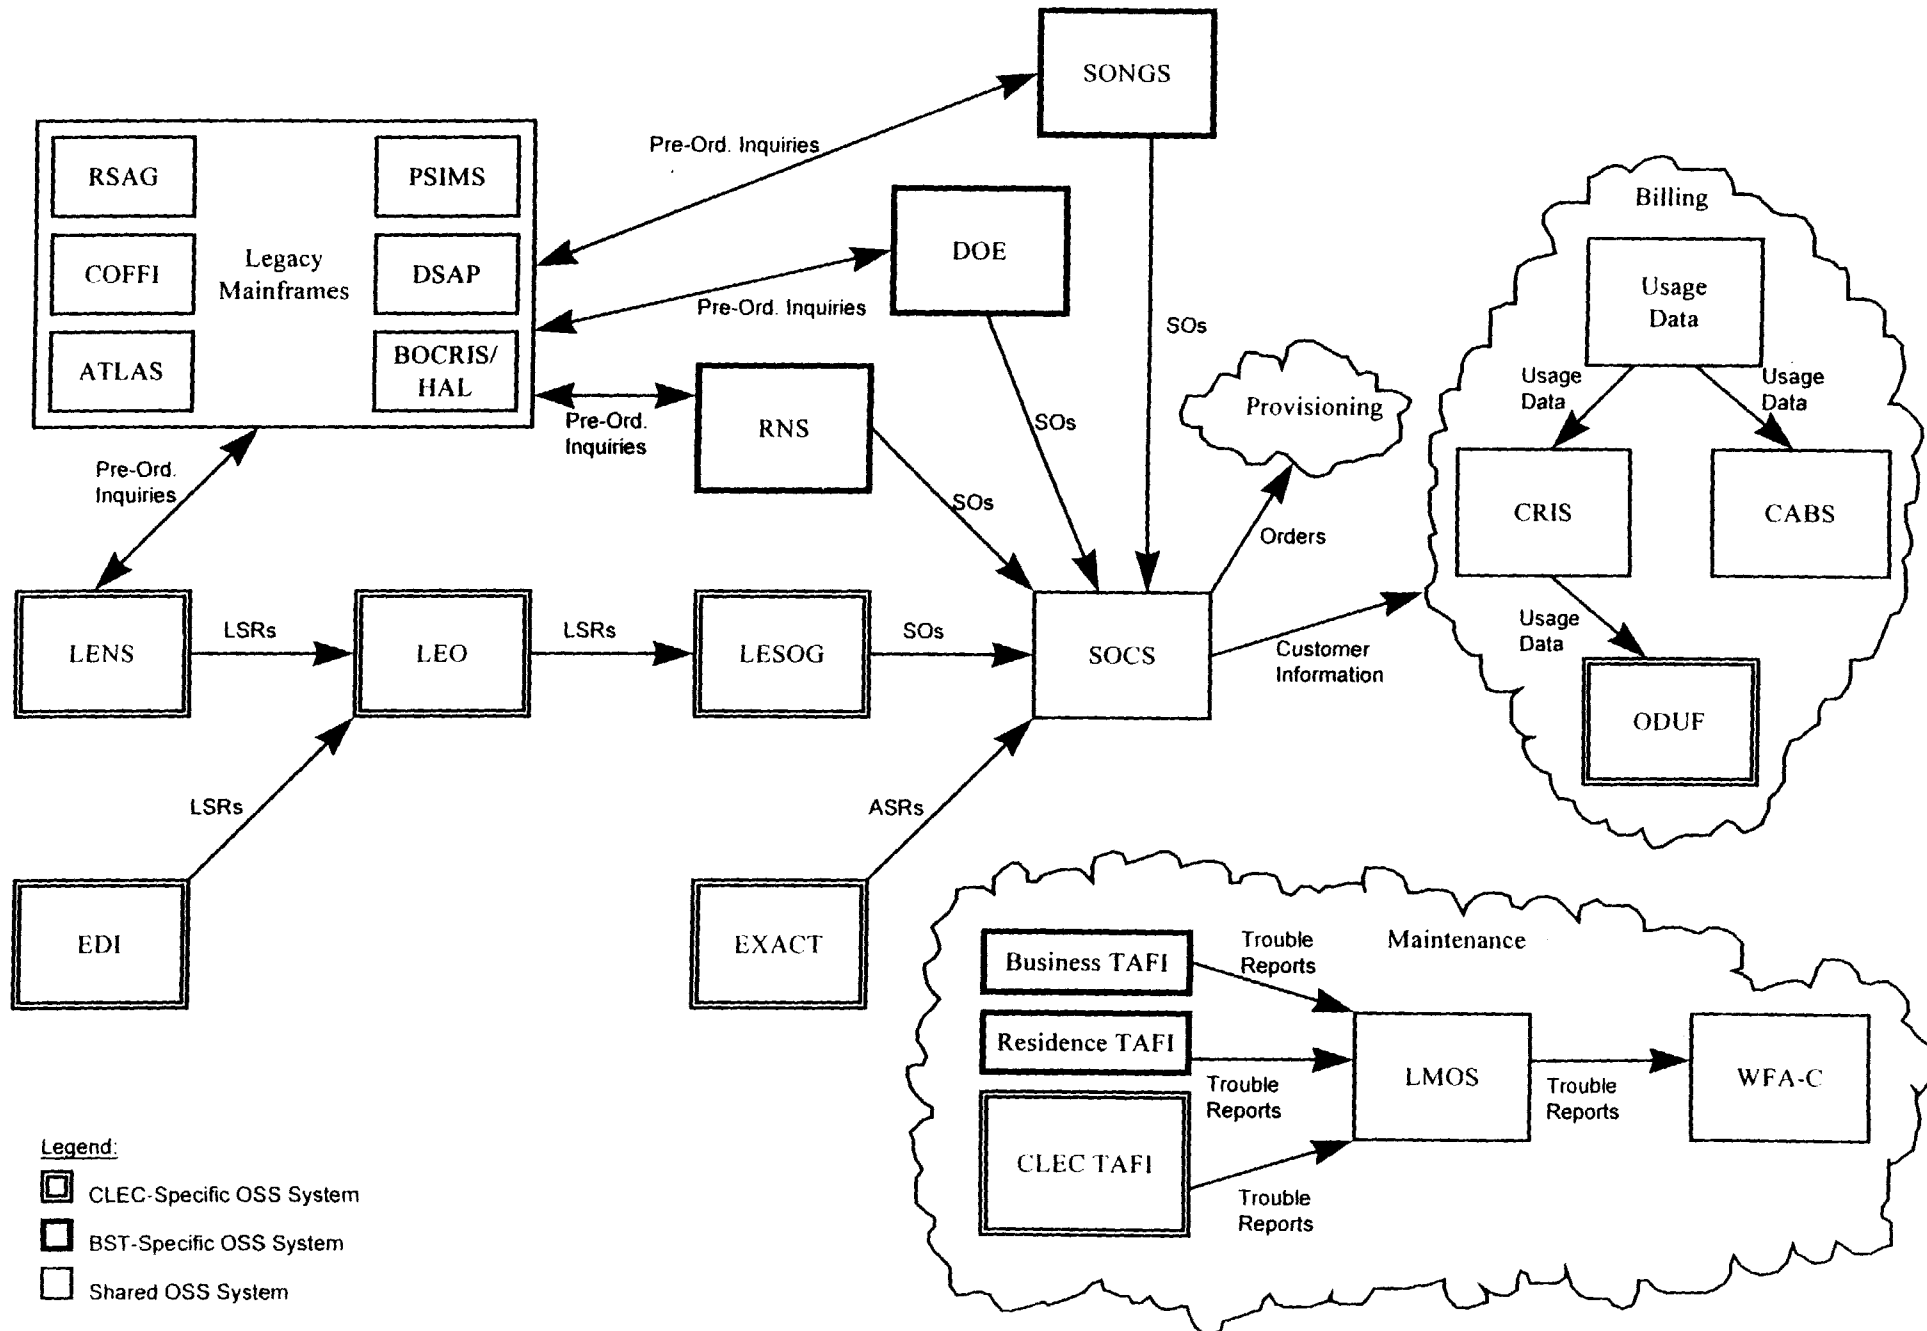 SONGS
Pre-Ord. Inquiries
RSAG
PSIMS
COFFI
Legacy
Mainframes
DSAP
ATLAS
BOCRIS/
HAL
DOE
Pre-Ord. Inquiries
SOs
RNS
Pre-Ord.
Inquiries
SOs
SOs
Pre-Ord.
Inquiries
Provisioning
Orders
Billing
Usage
Data
Usage
Data
Usage
Data
CRIS
CABS
Usage
Data
ODUF
LENS
LSRs
LEO
LSRs
LESOG
SOs
SOCS
Customer
Information
LSRs
ASRs
EDI
EXACT
Maintenance
Business TAFI
Trouble
Reports
Residence TAFI
Trouble
Reports
CLEC TAFI
Trouble
Reports
LMOS
Trouble
Reports
WFA-C
Legend:
CLEC-Specific OSS System
BST-Specific OSS System
Shared OSS System